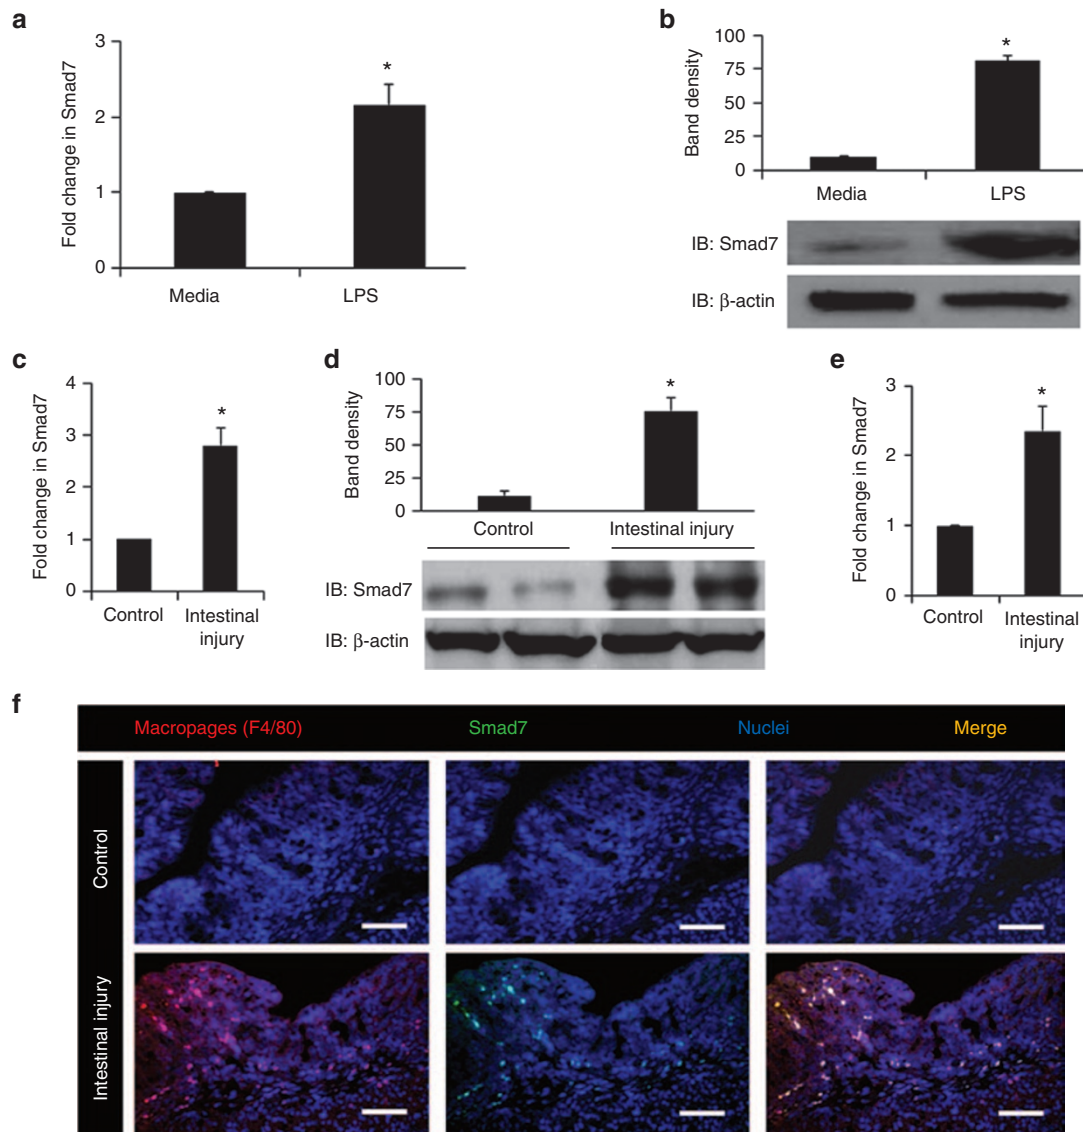 a
Fold change in Smad7
3
2
1
0
*
Media
LPS
b
Band density
100
75
50
25
0
*
Media
LPS
IB: Smad7
IB: β-actin
c
Fold change in Smad7
4
3
2
1
0
*
Control
Intestinal
injury
d
Band density
100
75
50
25
0
*
Control
Intestinal injury
IB: Smad7
IB: β-actin
e
Fold change in Smad7
3
2
1
0
*
Control
Intestinal
injury
f
Macropages (F4/80)
Smad7
Nuclei
Merge
Control
Intestinal injury